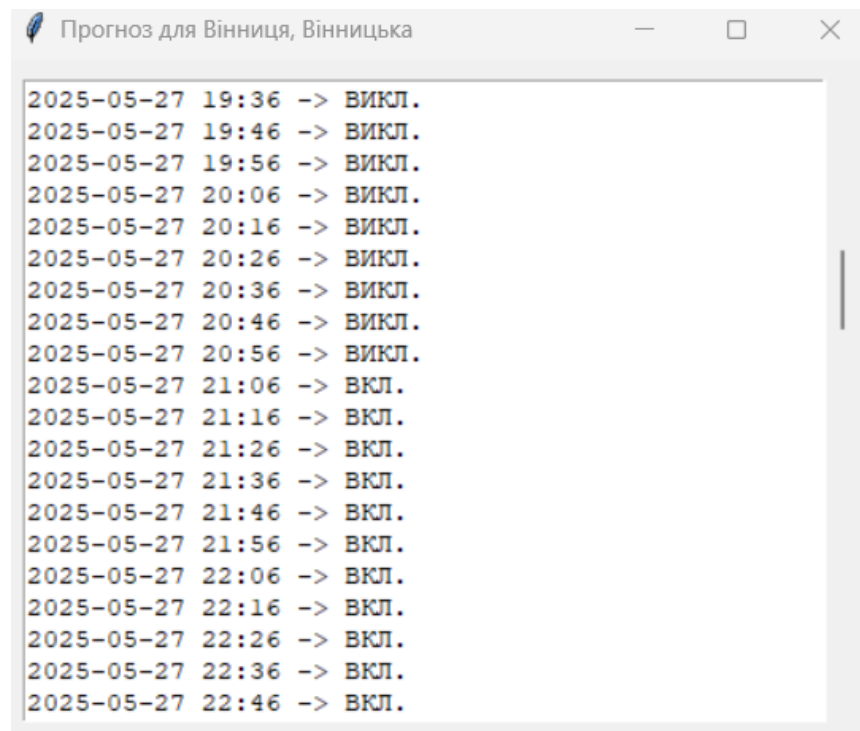 Прогноз для Вінниця, Вінницька
2025-05-27 19:36 -> ВИКЛ.
2025-05-27 19:46 -> ВИКЛ.
2025-05-27 19:56 -> ВИКЛ.
2025-05-27 20:06 -> ВИКЛ.
2025-05-27 20:16 -> ВИКЛ.
2025-05-27 20:26 -> ВИКЛ.
2025-05-27 20:36 -> ВИКЛ.
2025-05-27 20:46 -> ВИКЛ.
2025-05-27 20:56 -> ВИКЛ.
2025-05-27 21:06 -> ВКЛ.
2025-05-27 21:16 -> ВКЛ.
2025-05-27 21:26 -> ВКЛ.
2025-05-27 21:36 -> ВКЛ.
2025-05-27 21:46 -> ВКЛ.
2025-05-27 21:56 -> ВКЛ.
2025-05-27 22:06 -> ВКЛ.
2025-05-27 22:16 -> ВКЛ.
2025-05-27 22:26 -> ВКЛ.
2025-05-27 22:36 -> ВКЛ.
2025-05-27 22:46 -> ВКЛ.